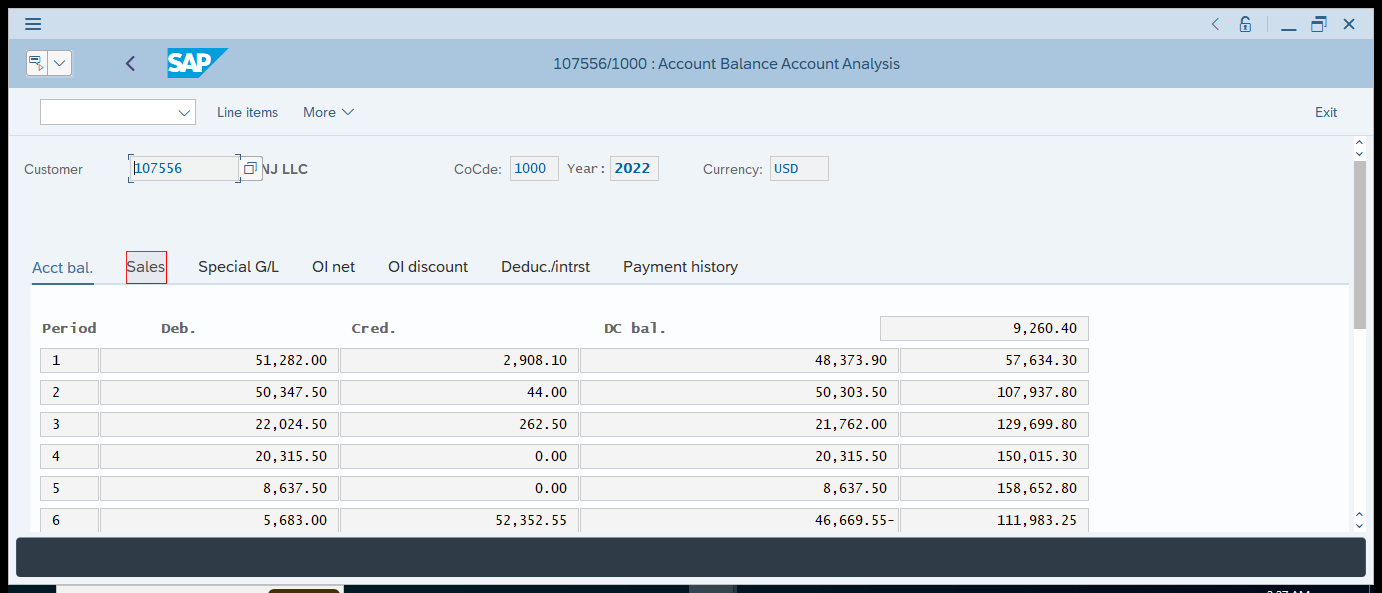 SAP
107556/1000 : Account Balance Account Analysis
Line items More Exit
Customer 107556 NJ LLC CoCde: 1000 Year: 2022 Currency: USD
Acct bal. Sales Special G/L OI net OI discount Deduc./intrst Payment history
Period Deb. Cred. DC bal. 9,260.40
1 51,282.00 2,908.10 48,373.90 57,634.30
2 50,347.50 44.00 50,303.50 107,937.80
3 22,024.50 262.50 21,762.00 129,699.80
4 20,315.50 0.00 20,315.50 150,015.30
5 8,637.50 0.00 8,637.50 158,652.80
6 5,683.00 52,352.55 46,669.55- 111,983.25